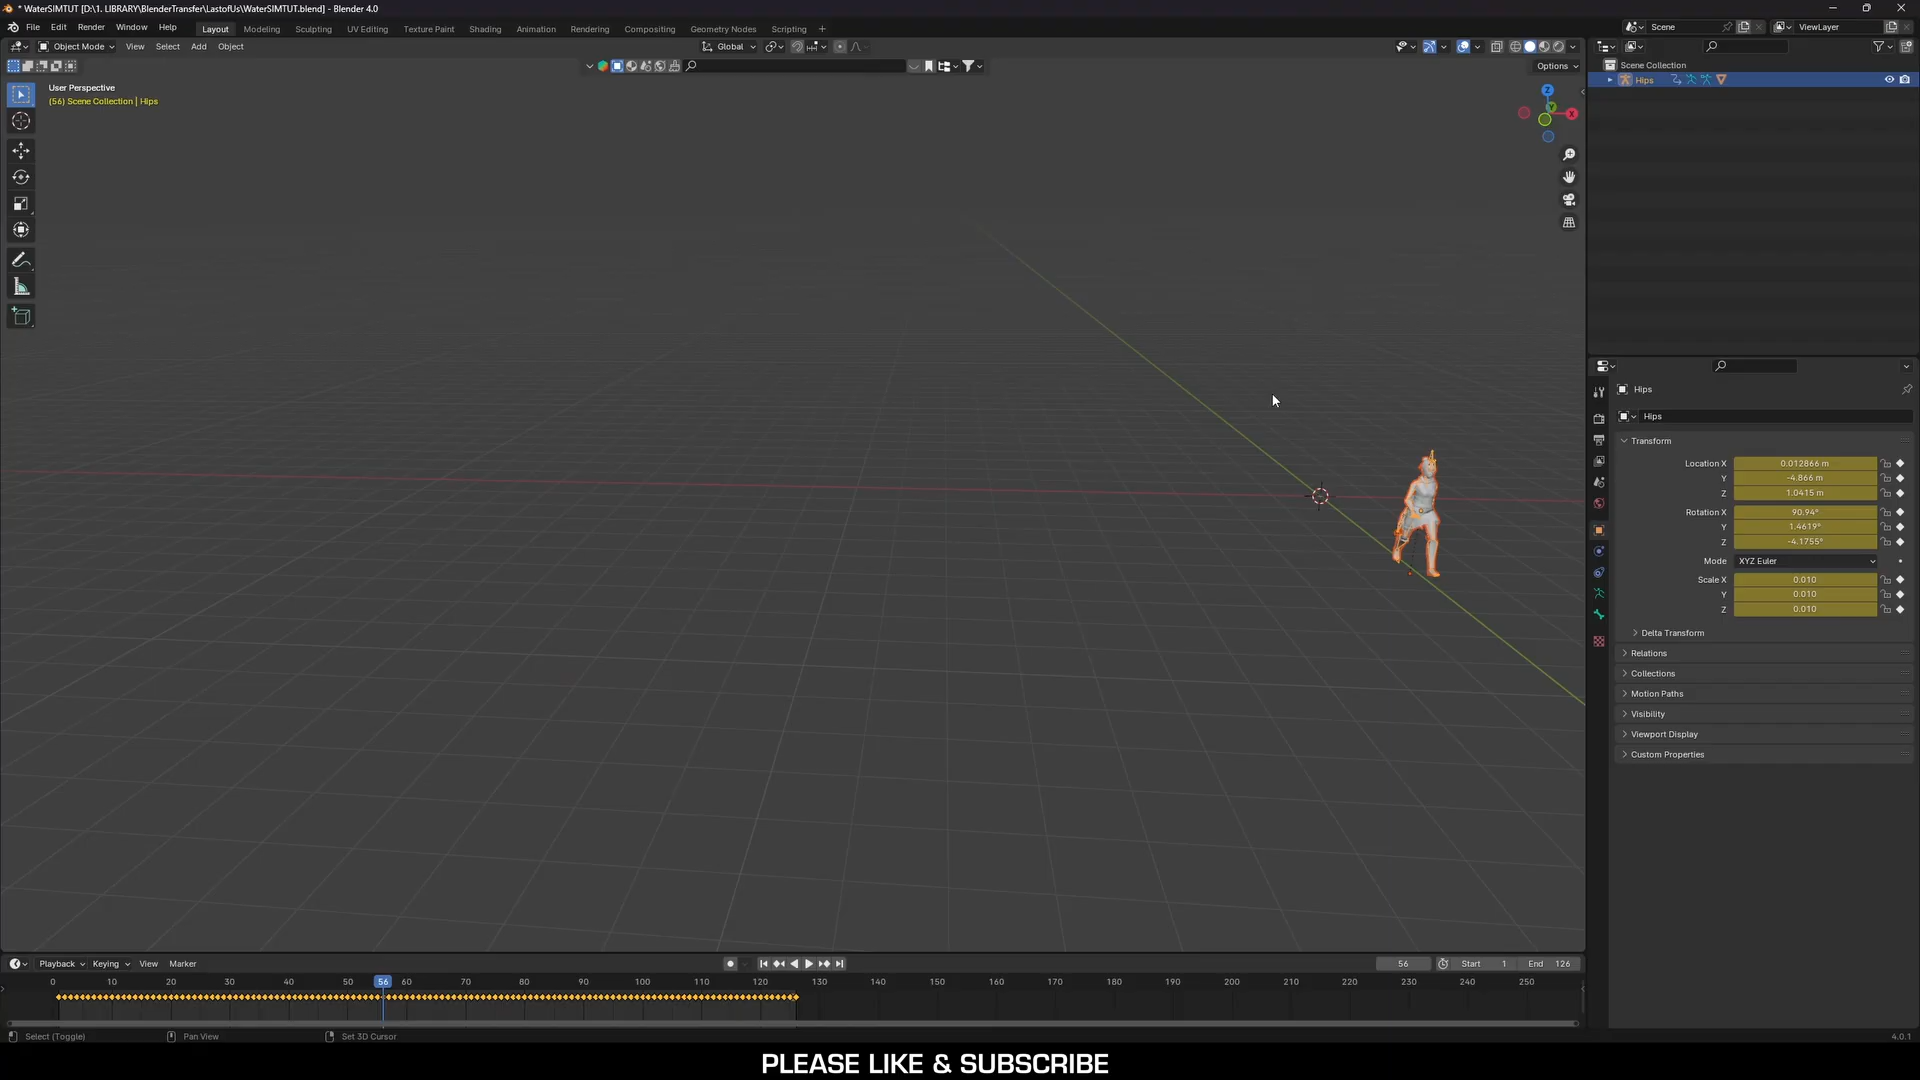 * WaterSIMTUT [D:\1. LIBRARY\BlenderTransfer\LastofUs\WaterSIMTUT.blend] - Blender 4.0
File Edit Render Window Help Layout Modeling Sculpting UV Editing Texture Paint Shading Animation Rendering Compositing Geometry Nodes Scripting + Scene ViewLayer
Object Mode View Select Add Object Global
Options
User Perspective
(56) Scene Collection | Hips
Z
Y
X
Scene Collection
Hips
Hips
Hips
Transform
Location X 0.012866 m
Y -4.866 m
Z 1.0415 m
Rotation X 90.94°
Y 1.4619°
Z -4.1755°
Mode XYZ Euler
Scale X 0.010
Y 0.010
Z 0.010
Delta Transform
Relations
Collections
Motion Paths
Visibility
Viewport Display
Custom Properties
Playback Keying View Marker 56 Start 1 End 126
0 10 20 30 40 50 56 60 70 80 90 100 110 120 130 140 150 160 170 180 190 200 210 220 230 240 250
Select (Toggle) Pan View Set 3D Cursor 4.0.1
PLEASE LIKE & SUBSCRIBE